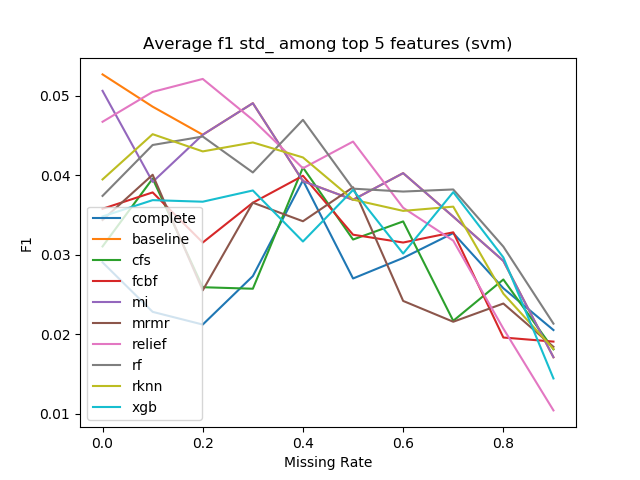 Average f1 std_ among top 5 features (svm)
F1
0.05
0.04
0.03
0.02
0.01
complete
baseline
cfs
fcbf
mi
mrmr
relief
rf
rknn
xgb
0.0 0.2 0.4 0.6 0.8
Missing Rate